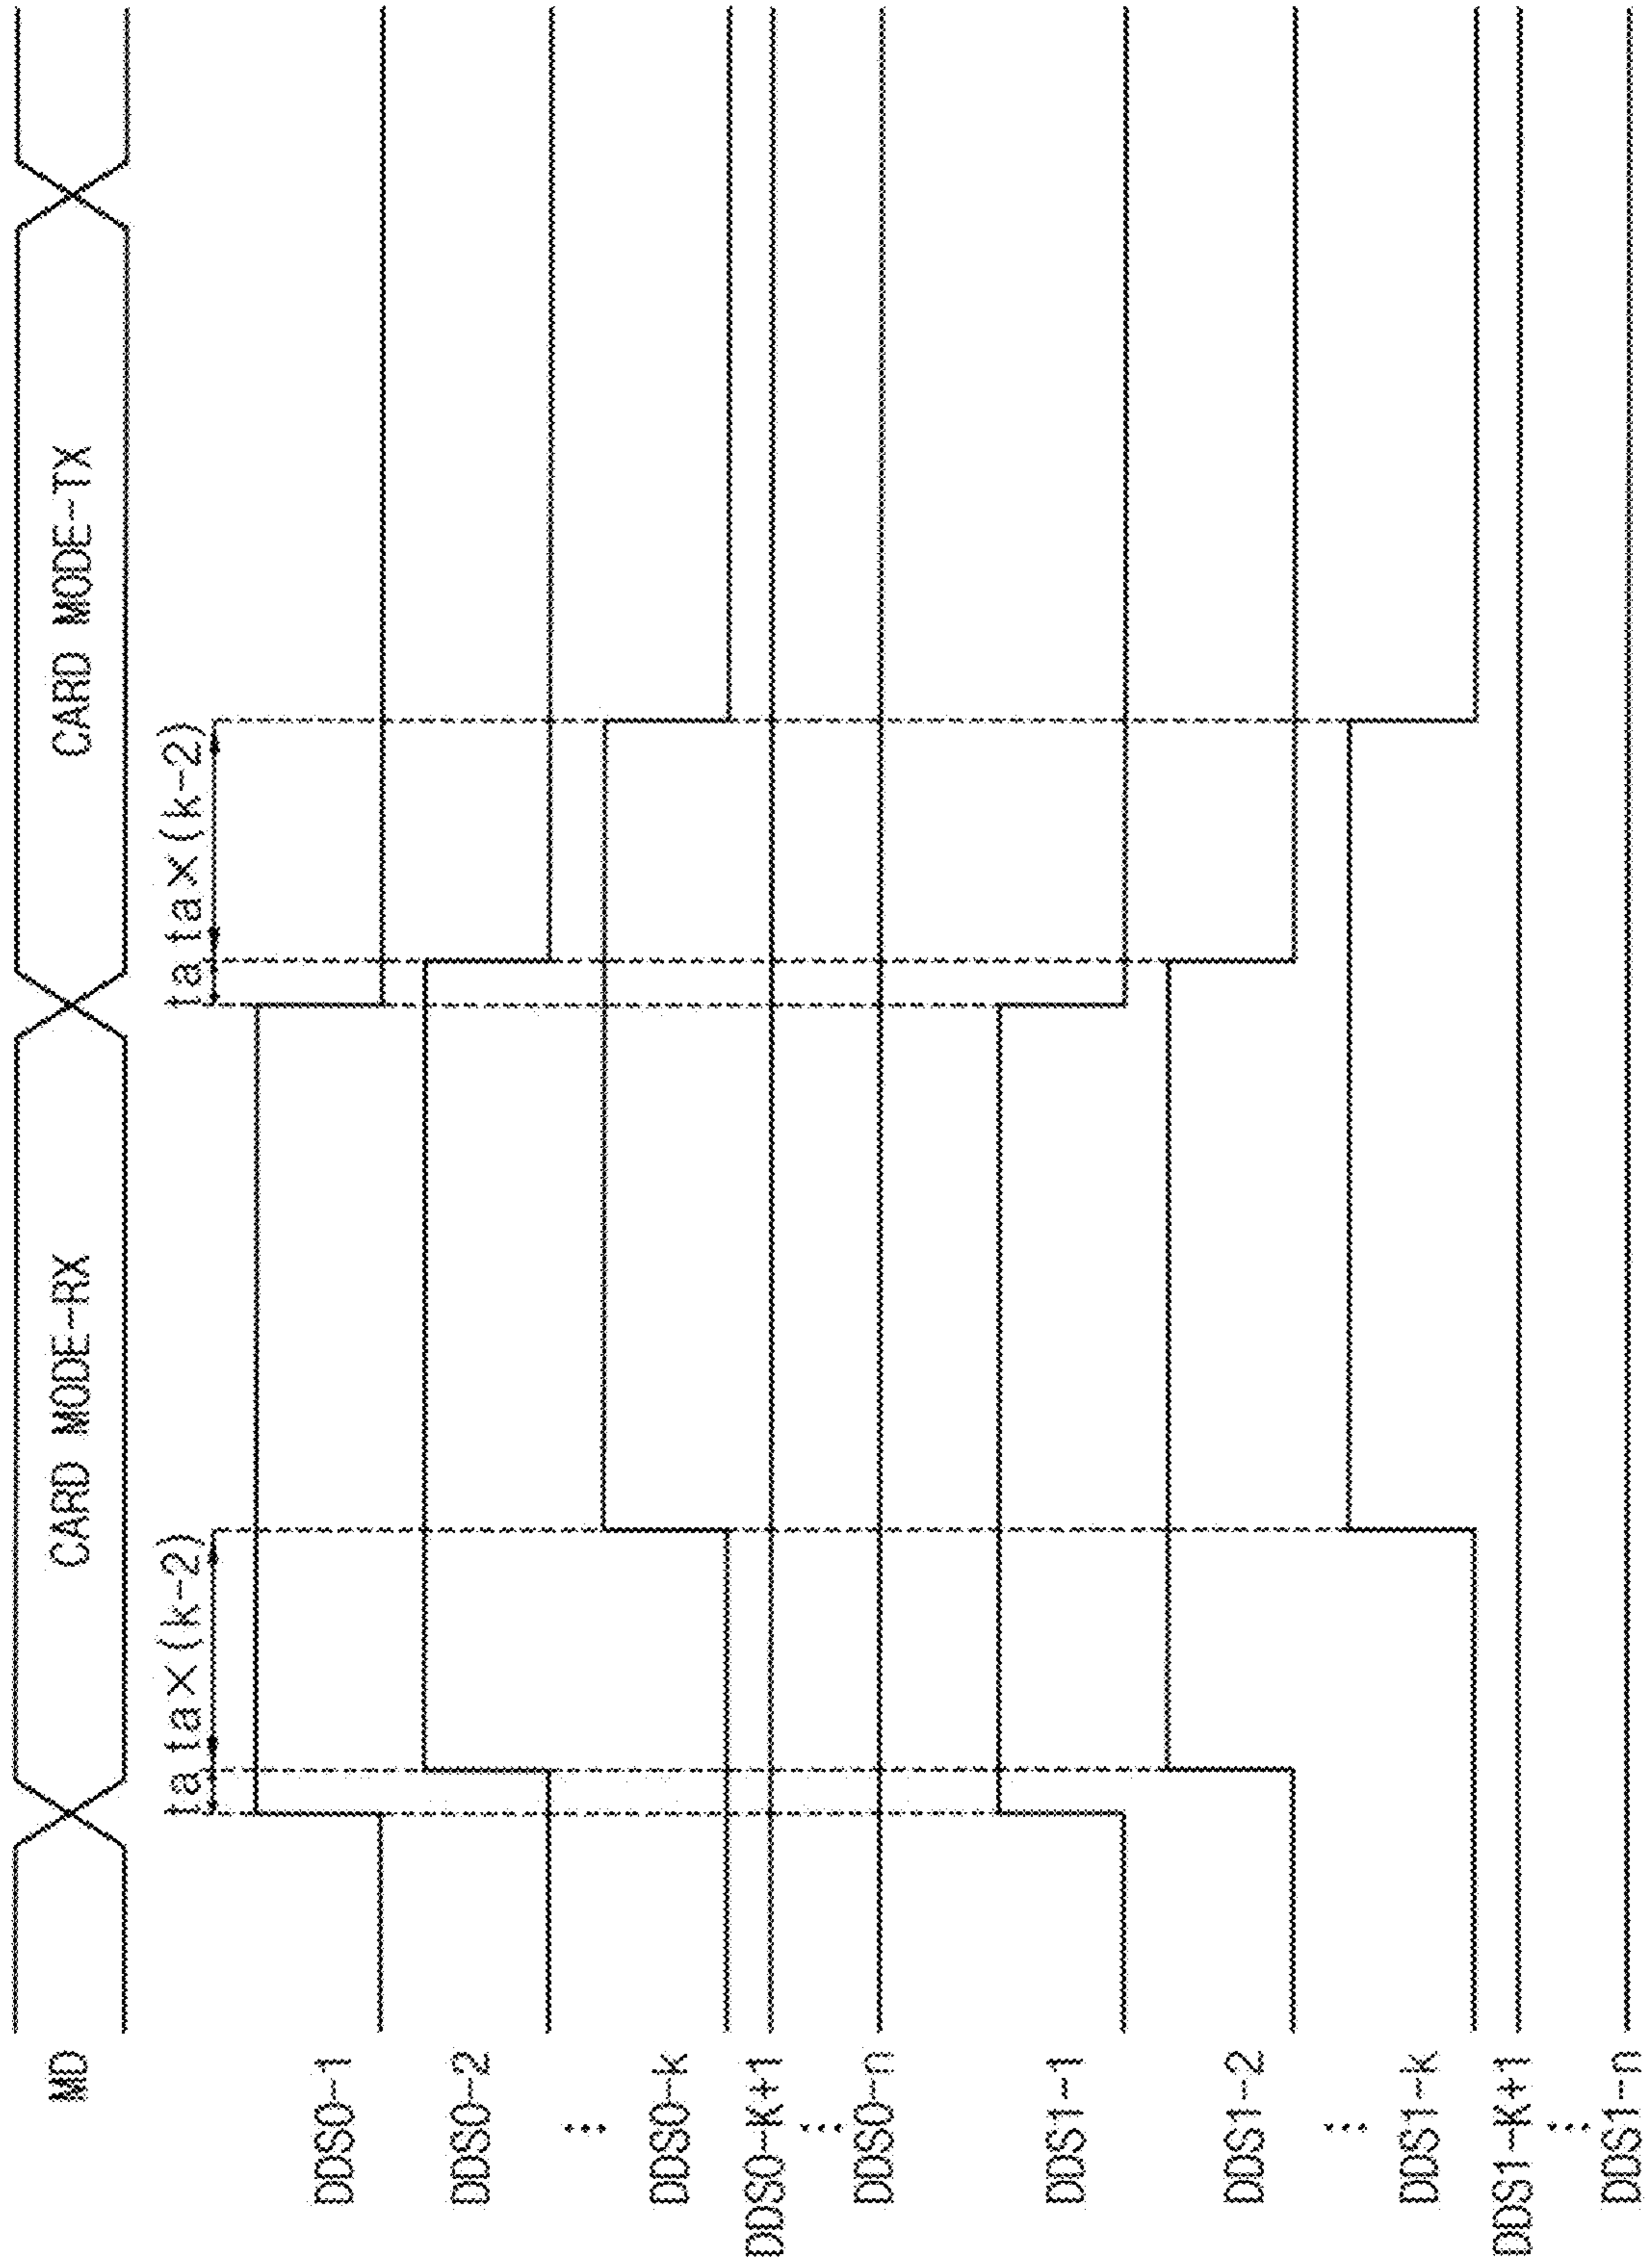 MD
CARD MODE-RX
CARD MODE-TX
ta ta×(k-2)
ta ta×(k-2)
DDS0-1
DDS0-2
...
DDS0-k
DDS0-K+1
...
DDS0-n
DDS1-1
DDS1-2
...
DDS1-k
DDS1-K+1
...
DDS1-n